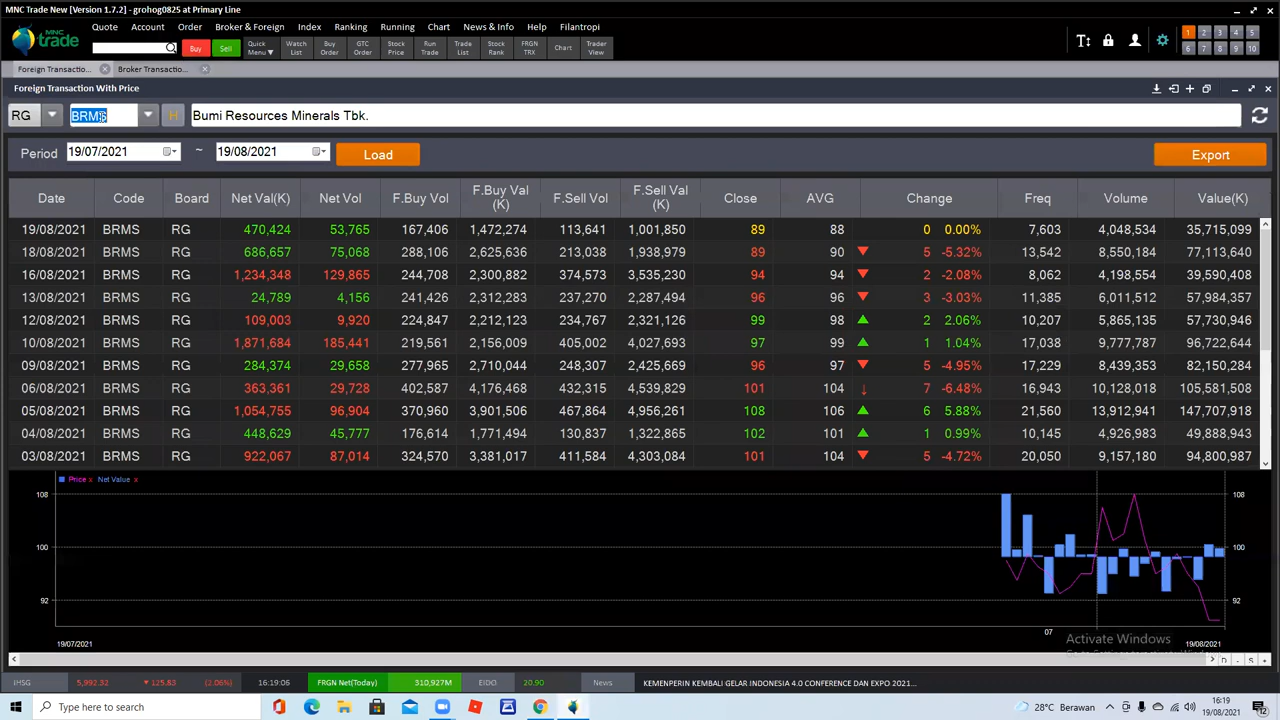 MNC Trade New [Version 1.7.2] - grohog0825 at Primary Line
Quote Account Order Broker & Foreign Index Ranking Running Chart News & Info Help Filantropi
MNC trade
Buy Sell Quick Menu▼ Watch List Buy Order GTC Order Stock Price Run Trade Trade List Stock Rank FRGN TRX Chart Trader View
1 2 3 4 5
6 7 8 9 10
Foreign Transactio... Broker Transactio...
Foreign Transaction With Price
RG BRMS H Bumi Resources Minerals Tbk.
Period 19/07/2021 ~ 19/08/2021 Load Export
Date Code Board Net Val(K) Net Vol F.Buy Vol F.Buy Val (K) F.Sell Vol F.Sell Val (K) Close AVG Change Freq Volume Value(K)
19/08/2021 BRMS RG 470,424 53,765 167,406 1,472,274 113,641 1,001,850 89 88 0 0.00% 7,603 4,048,534 35,715,099
18/08/2021 BRMS RG 686,657 75,068 288,106 2,625,636 213,038 1,938,979 89 90 ▼ 5 -5.32% 13,542 8,550,184 77,113,640
16/08/2021 BRMS RG 1,234,348 129,865 244,708 2,300,882 374,573 3,535,230 94 94 ▼ 2 -2.08% 8,062 4,198,554 39,590,408
13/08/2021 BRMS RG 24,789 4,156 241,426 2,312,283 237,270 2,287,494 96 96 ▼ 3 -3.03% 11,385 6,011,512 57,984,357
12/08/2021 BRMS RG 109,003 9,920 224,847 2,212,123 234,767 2,321,126 99 98 ▲ 2 2.06% 10,207 5,865,135 57,730,946
10/08/2021 BRMS RG 1,871,684 185,441 219,561 2,156,009 405,002 4,027,693 97 99 ▲ 1 1.04% 17,038 9,777,787 96,722,644
09/08/2021 BRMS RG 284,374 29,658 277,965 2,710,044 248,307 2,425,669 96 97 ▼ 5 -4.95% 17,229 8,439,353 82,150,284
06/08/2021 BRMS RG 363,361 29,728 402,587 4,176,468 432,315 4,539,829 101 104 ↓ 7 -6.48% 16,943 10,128,018 105,581,508
05/08/2021 BRMS RG 1,054,755 96,904 370,960 3,901,506 467,864 4,956,261 108 106 ▲ 6 5.88% 21,560 13,912,941 147,707,918
04/08/2021 BRMS RG 448,629 45,777 176,614 1,771,494 130,837 1,322,865 102 101 ▲ 1 0.99% 10,145 4,926,983 49,888,943
03/08/2021 BRMS RG 922,067 87,014 324,570 3,381,017 411,584 4,303,084 101 104 ▼ 5 -4.72% 20,050 9,157,180 94,800,987
Price x Net Value x
108 108
100 100
92 92
07
19/07/2021 19/08/2021
Activate Windows
D - S
IHSG 5,992.32 ▼ 125.83 (2.06%) 16:19:06 FRGN Net(Today) 310,927M EIDO 20.90 News KEMENPERIN KEMBALI GELAR INDONESIA 4.0 CONFERENCE DAN EXPO 2021...
Type here to search 28°C Berawan 16:19
19/08/2021 12